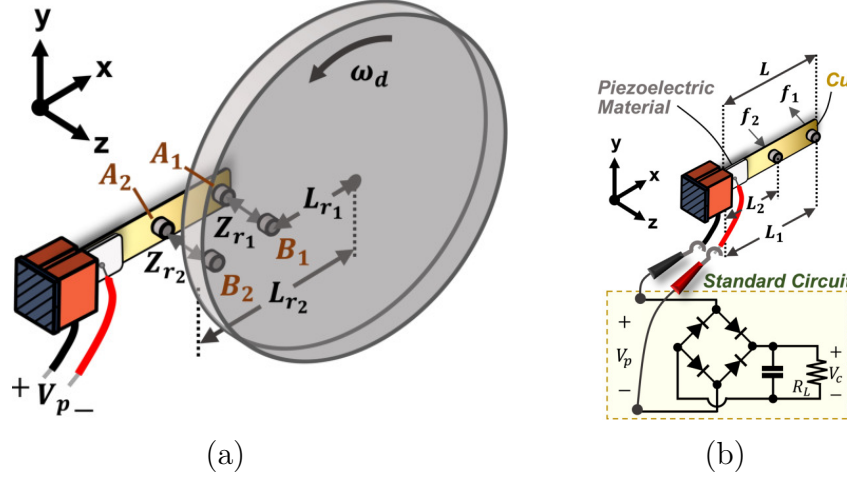 y
x
z
ω_d
A_1
A_2
L_{r_1}
Z_{r_1}
B_1
Z_{r_2}
B_2
L_{r_2}
+ V_p −
(a)
L
Piezoelectric
Material
Cu
f_1
f_2
y
x
z
L_2
L_1
Standard Circuit
+
V_p
−
+
R_L
V_c
−
(b)